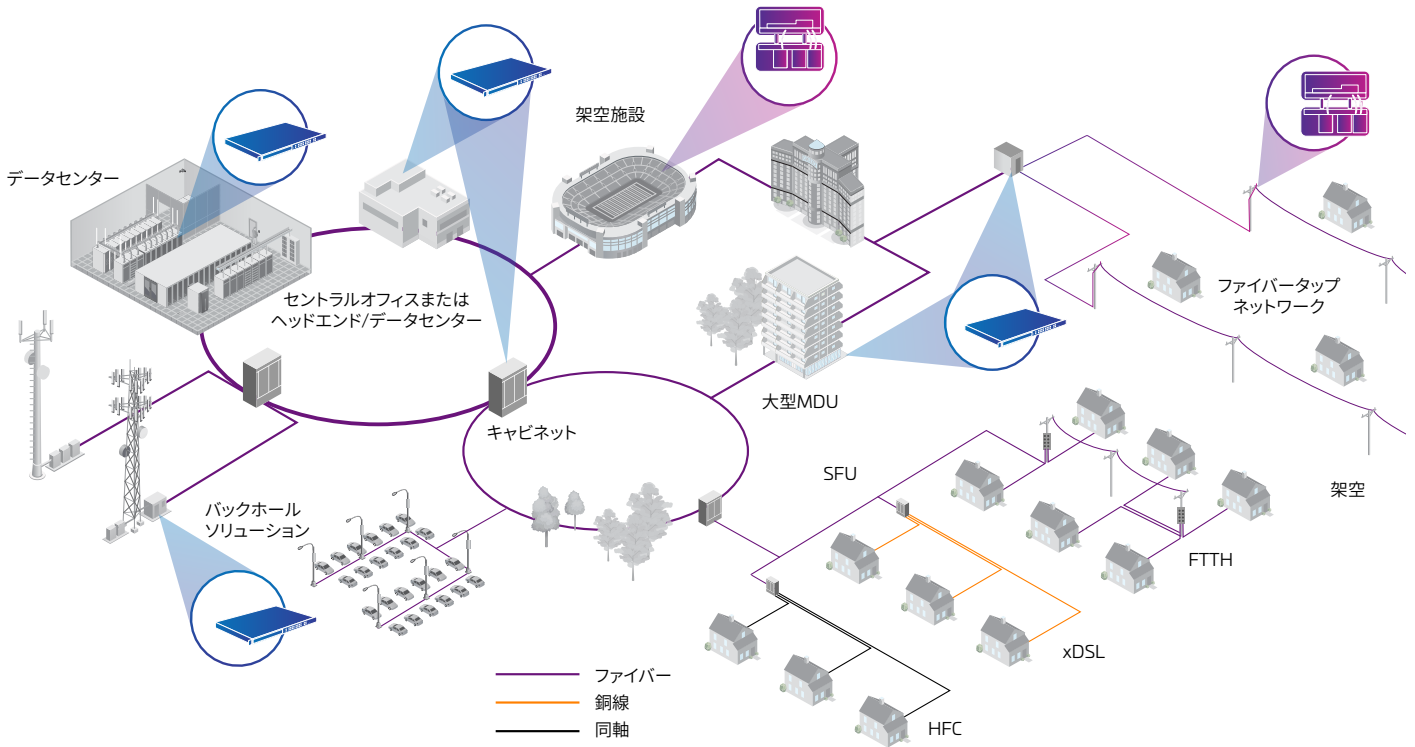 架空施設
データセンター
セントラルオフィスまたは
ヘッドエンド/データセンター
ファイバータップ
ネットワーク
大型MDU
キャビネット
SFU
架空
バックホール
ソリューション
FTTH
xDSL
ファイバー
銅線
同軸
HFC